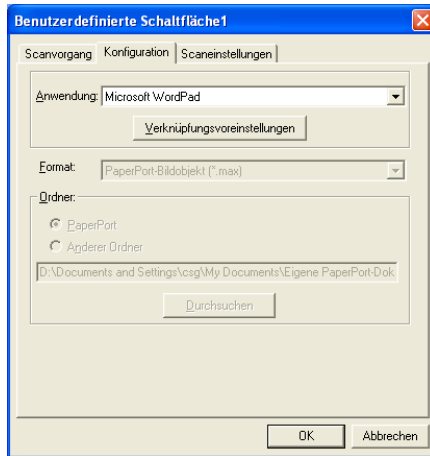 Benutzerdefinierte Schaltfläche1
Scanvorgang Konfiguration Scaneinstellungen
Anwendung: Microsoft WordPad
Verknüpfungsvoreinstellungen
Format: PaperPort-Bildobjekt (*.max)
Ordner:
PaperPort
Anderer Ordner
D:\Documents and Settings\csg\My Documents\Eigene PaperPort-Dok
Durchsuchen
OK Abbrechen